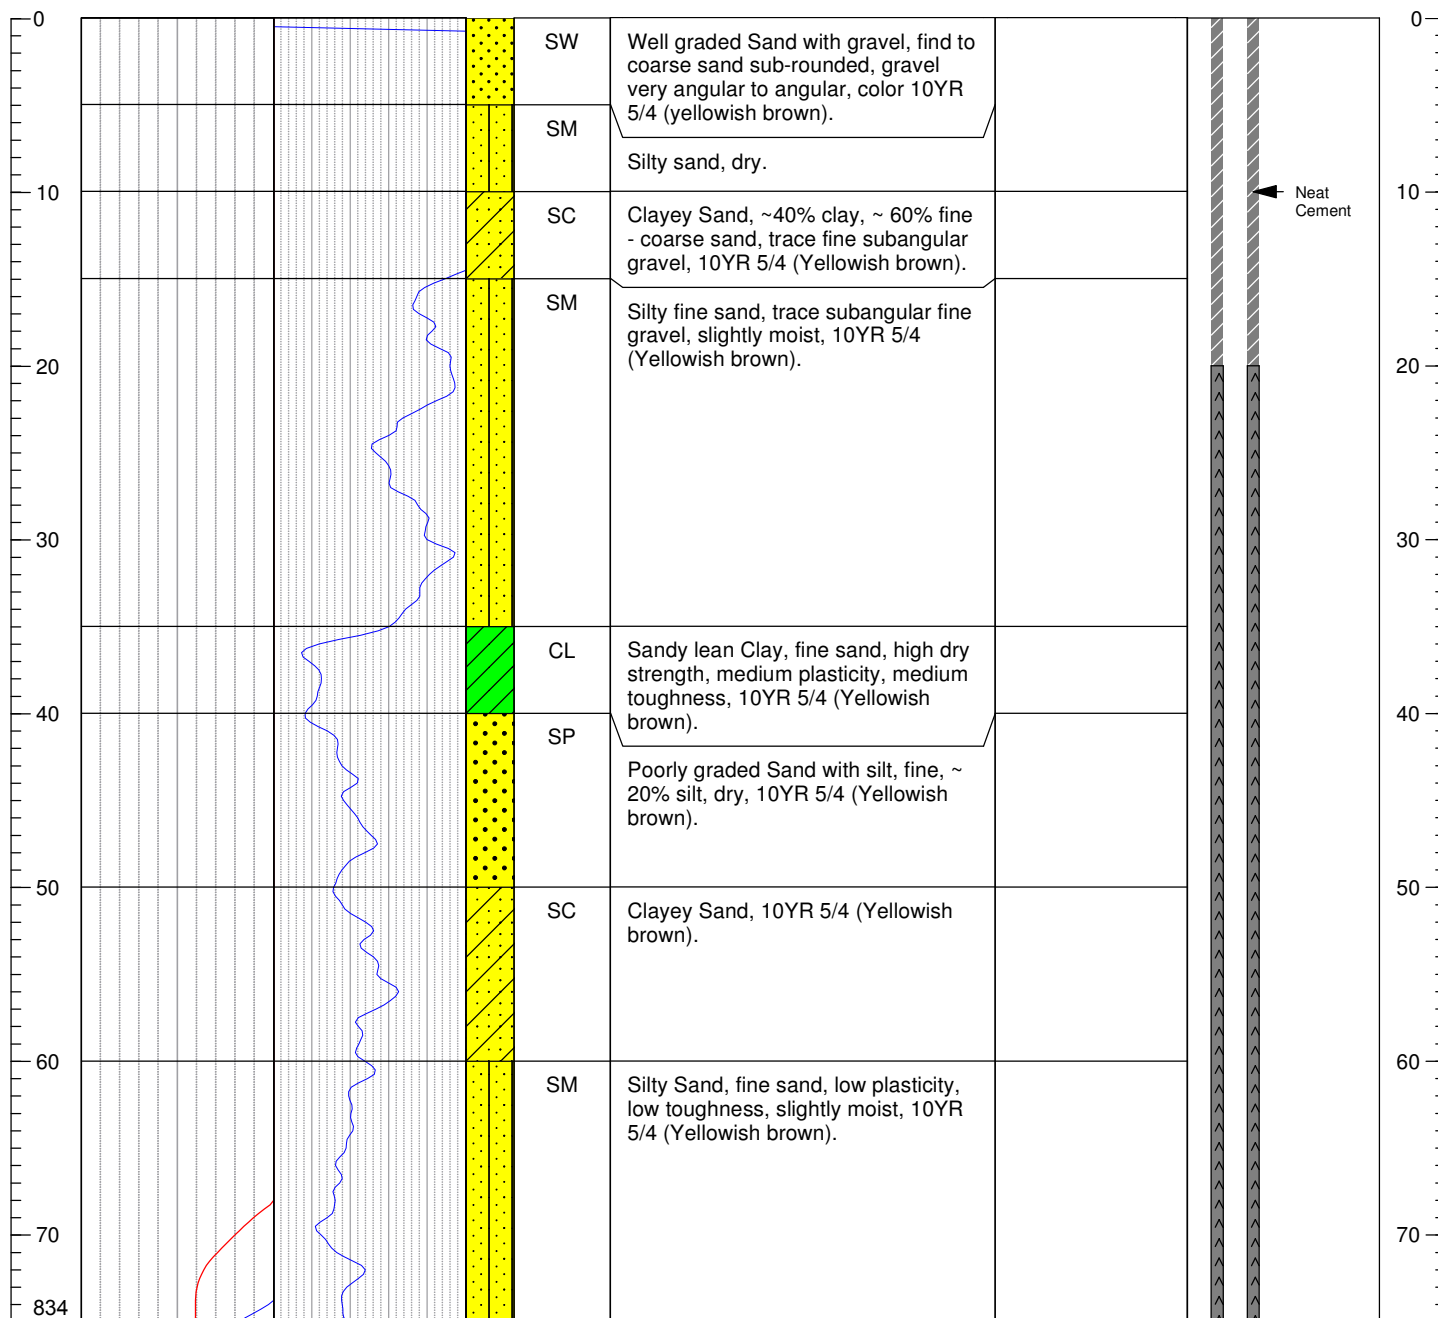 0
SW
Well graded Sand with gravel, find to
coarse sand sub-rounded, gravel
very angular to angular, color 10YR
5/4 (yellowish brown).
0
SM
Silty sand, dry.
10
SC
Clayey Sand, ~40% clay, ~ 60% fine
- coarse sand, trace fine subangular
gravel, 10YR 5/4 (Yellowish brown).
Neat
Cement
10
SM
Silty fine sand, trace subangular fine
gravel, slightly moist, 10YR 5/4
(Yellowish brown).
20
20
30
30
CL
Sandy lean Clay, fine sand, high dry
strength, medium plasticity, medium
toughness, 10YR 5/4 (Yellowish
brown).
40
40
SP
Poorly graded Sand with silt, fine, ~
20% silt, dry, 10YR 5/4 (Yellowish
brown).
50
50
SC
Clayey Sand, 10YR 5/4 (Yellowish
brown).
60
60
SM
Silty Sand, fine sand, low plasticity,
low toughness, slightly moist, 10YR
5/4 (Yellowish brown).
70
70
834